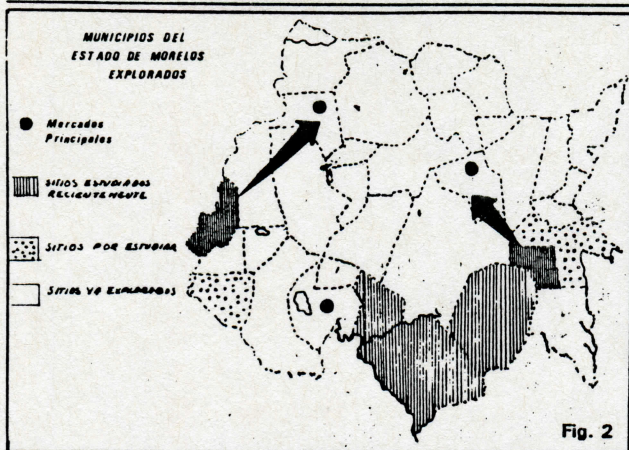 MUNICIPIOS DEL
ESTADO DE MORELOS
EXPLORADOS
Mercados
Principales
SITIOS ESTUDIADOS
RECIENTEMENTE
SITIOS POR ESTUDIAR
SITIOS YA EXPLORADOS
Fig. 2